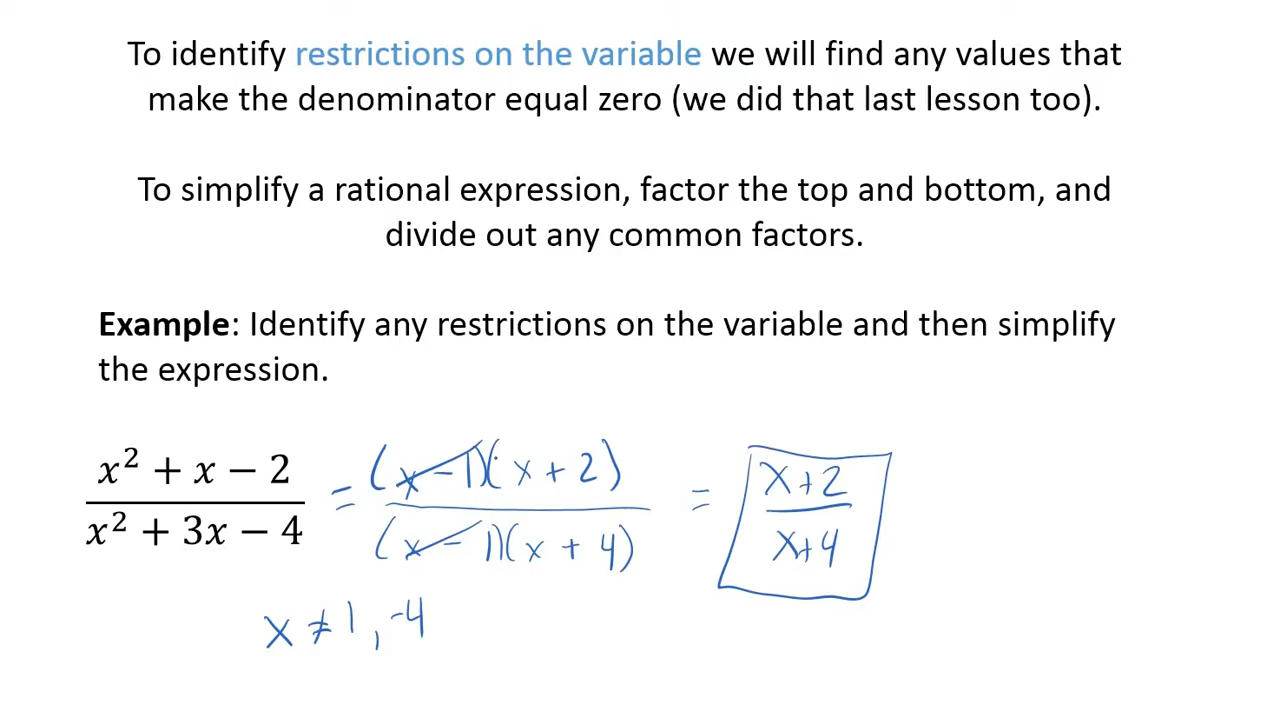 To identify restrictions on the variable we will find any values that
make the denominator equal zero (we did that last lesson too).
To simplify a rational expression, factor the top and bottom, and
divide out any common factors.
Example: Identify any restrictions on the variable and then simplify
the expression.
x² + x − 2 = (x − 1)(x + 2) = x + 2
x² + 3x − 4 (x − 1)(x + 4) x + 4
x ≠ 1, -4